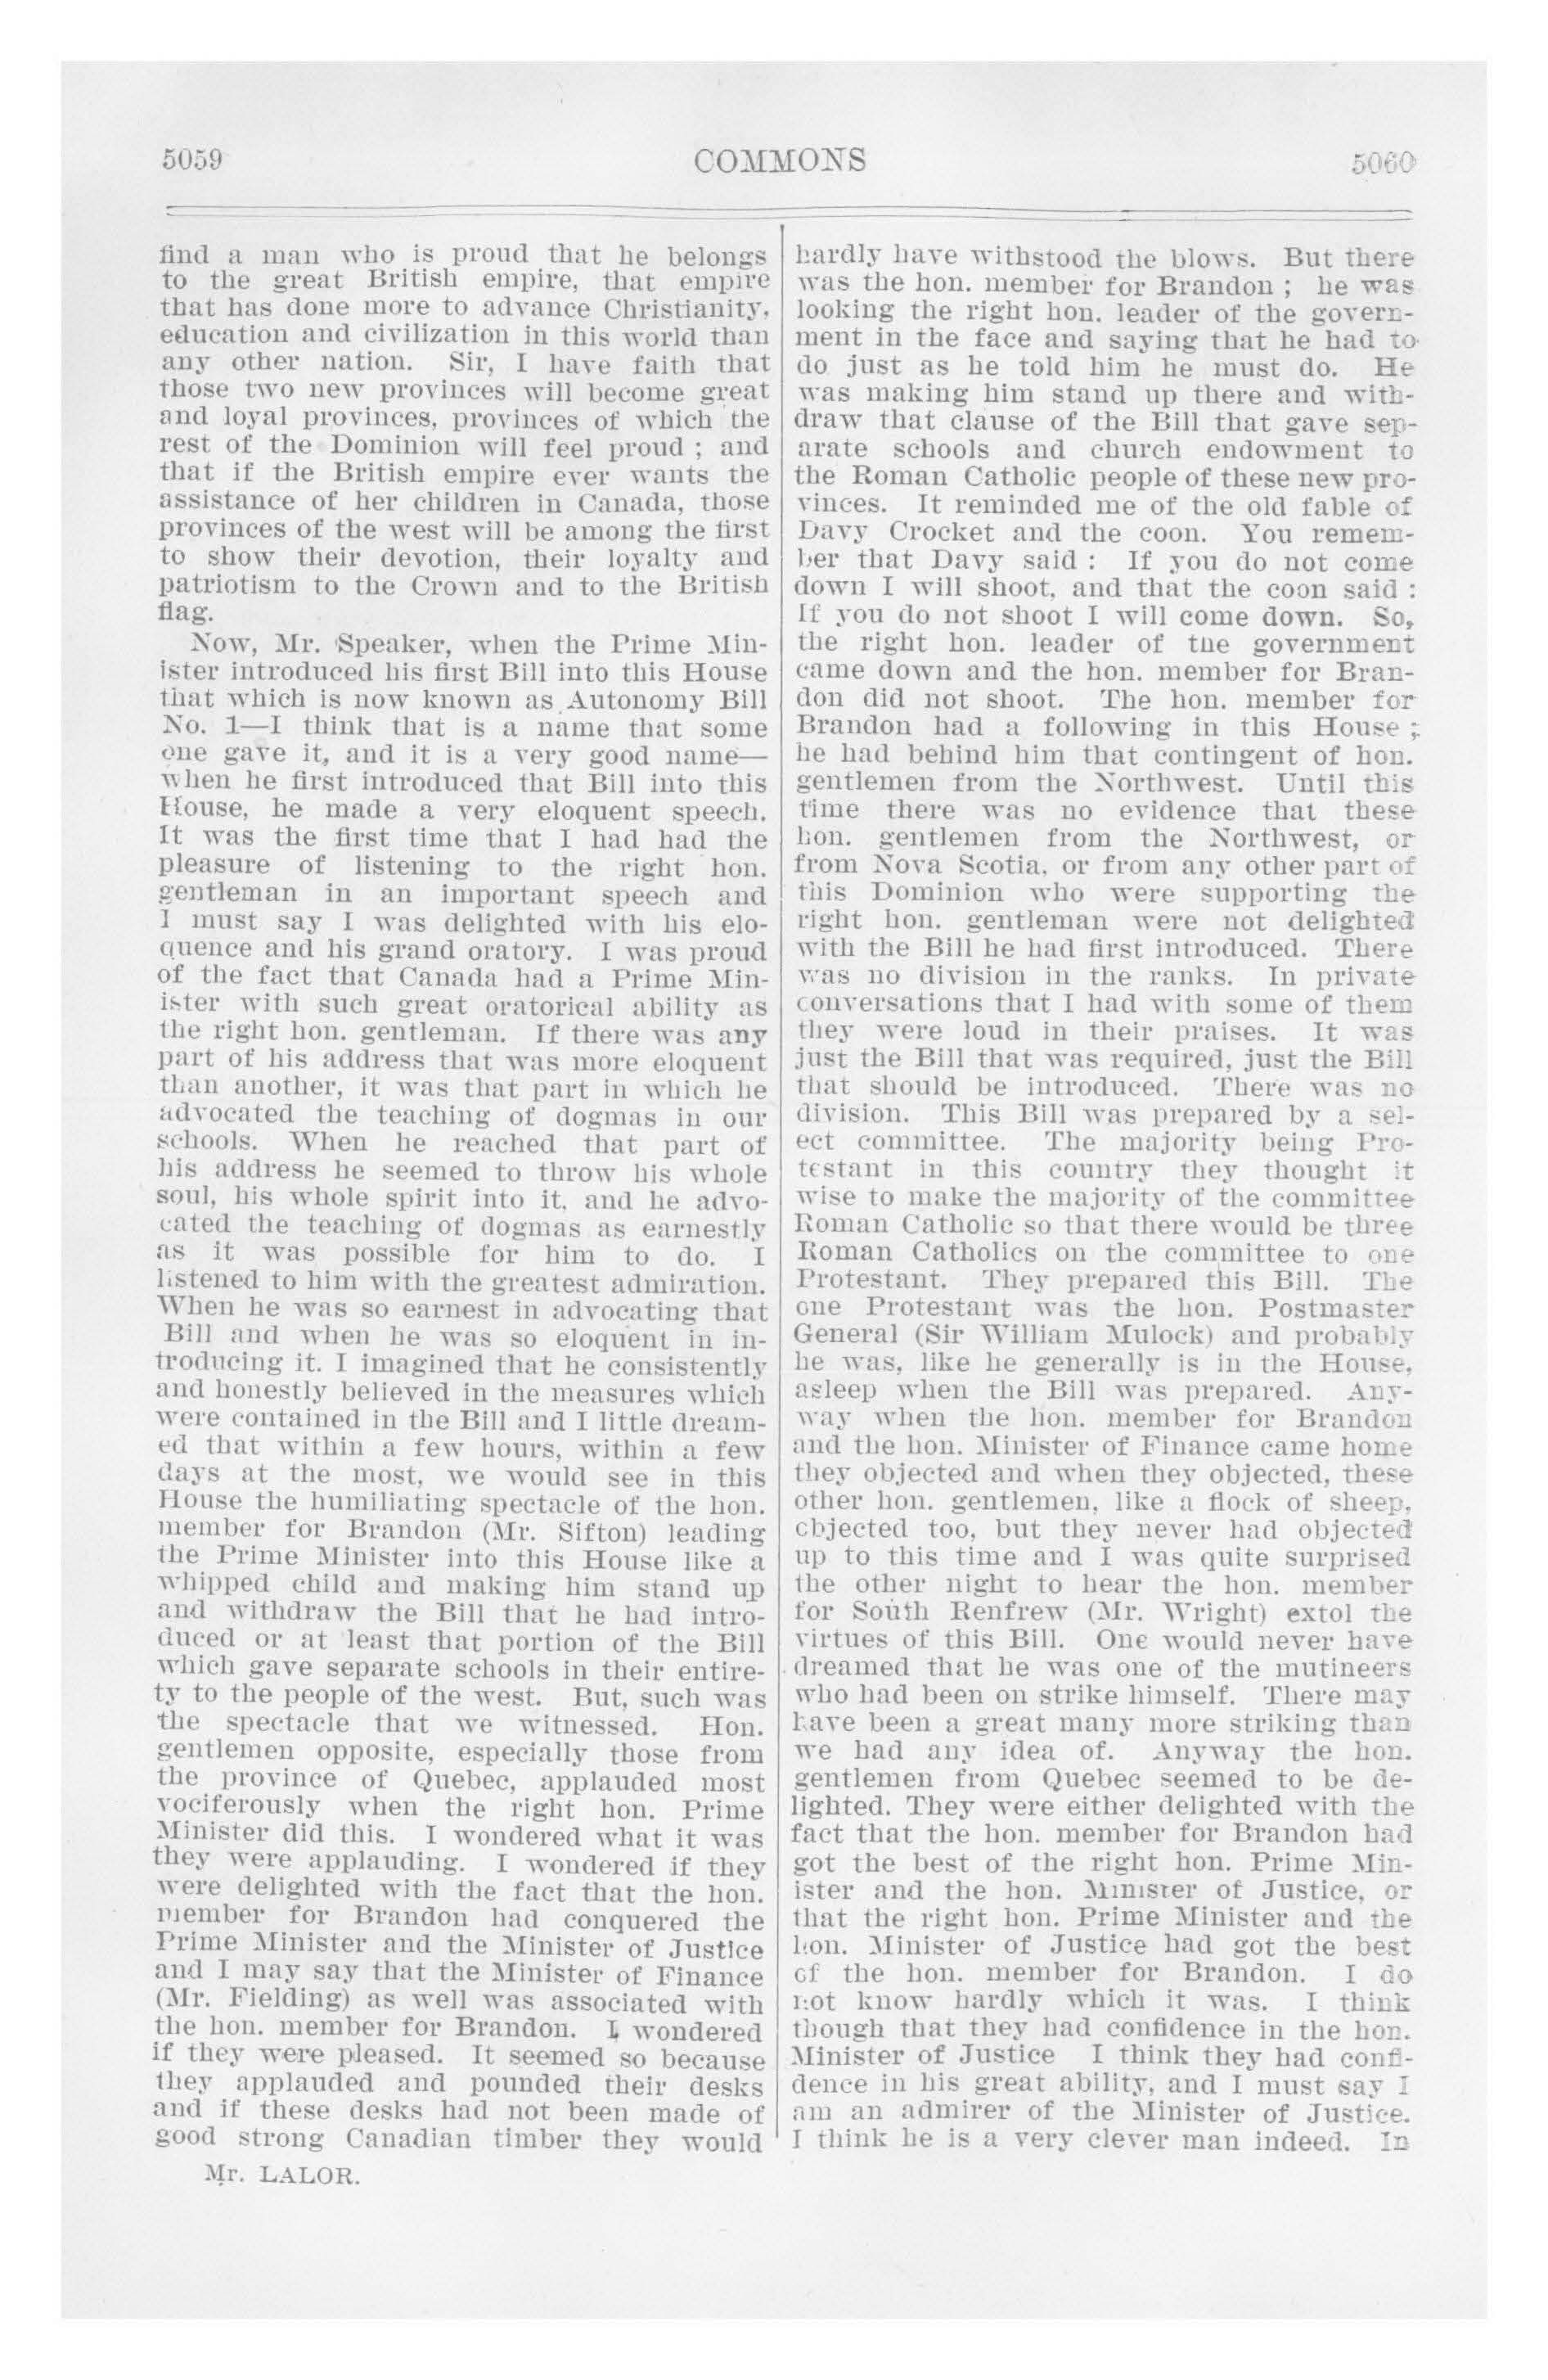 5059
COMMONS
5060
find a man who is proud that he belongs
to the great British empire, that empire
that has done more to advance Christianity,
education and civilization in this world than
any other nation. Sir, I have faith that
those two new provinces will become great
and loyal provinces, provinces of which the
rest of the Dominion will feel proud ; and
that if the British empire ever wants the
assistance of her children in Canada, those
provinces of the west will be among the first
to show their devotion, their loyalty and
patriotism to the Crown and to the British
flag.
Now, Mr. Speaker, when the Prime Min-
ister introduced his first Bill into this House
that which is now known as Autonomy Bill
No. 1—I think that is a name that some
one gave it, and it is a very good name—
when he first introduced that Bill into this
House, he made a very eloquent speech.
It was the first time that I had had the
pleasure of listening to the right hon.
gentleman in an important speech and
I must say I was delighted with his elo-
quence and his grand oratory. I was proud
of the fact that Canada had a Prime Min-
ister with such great oratorical ability as
the right hon. gentleman. If there was any
part of his address that was more eloquent
than another, it was that part in which he
advocated the teaching of dogmas in our
schools. When he reached that part of
his address he seemed to throw his whole
soul, his whole spirit into it, and he advo-
cated the teaching of dogmas as earnestly
as it was possible for him to do. I
listened to him with the greatest admiration.
When he was so earnest in advocating that
Bill and when he was so eloquent in in-
troducing it. I imagined that he consistently
and honestly believed in the measures which
were contained in the Bill and I little dream-
ed that within a few hours, within a few
days at the most, we would see in this
House the humiliating spectacle of the hon.
member for Brandon (Mr. Sifton) leading
the Prime Minister into this House like a
whipped child and making him stand up
and withdraw the Bill that he had intro-
duced or at least that portion of the Bill
which gave separate schools in their entire-
ty to the people of the west. But, such was
the spectacle that we witnessed. Hon.
gentlemen opposite, especially those from
the province of Quebec, applauded most
vociferously when the right hon. Prime
Minister did this. I wondered what it was
they were applauding. I wondered if they
were delighted with the fact that the hon.
member for Brandon had conquered the
Prime Minister and the Minister of Justice
and I may say that the Minister of Finance
(Mr. Fielding) as well was associated with
the hon. member for Brandon. I wondered
if they were pleased. It seemed so because
they applauded and pounded their desks
and if these desks had not been made of
good strong Canadian timber they would
Mr. LALOR.
hardly have withstood the blows. But there
was the hon. member for Brandon ; he was
looking the right hon. leader of the govern-
ment in the face and saying that he had to
do just as he told him he must do. He
was making him stand up there and with-
draw that clause of the Bill that gave sep-
arate schools and church endowment to
the Roman Catholic people of these new pro-
vinces. It reminded me of the old fable of
Davy Crocket and the coon. You remem-
ber that Davy said : If you do not come
down I will shoot, and that the coon said :
If you do not shoot I will come down. So,
the right hon. leader of the government
came down and the hon. member for Bran-
don did not shoot. The hon. member for
Brandon had a following in this House ;
he had behind him that contingent of hon.
gentlemen from the Northwest. Until this
time there was no evidence that these
hon. gentlemen from the Northwest, or
from Nova Scotia, or from any other part of
this Dominion who were supporting the
right hon. gentleman were not delighted
with the Bill he had first introduced. There
was no division in the ranks. In private
conversations that I had with some of them
they were loud in their praises. It was
just the Bill that was required, just the Bill
that should be introduced. There was no
division. This Bill was prepared by a sel-
ect committee. The majority being Pro-
testant in this country they thought it
wise to make the majority of the committee
Roman Catholic so that there would be three
Roman Catholics on the committee to one
Protestant. They prepared this Bill. The
one Protestant was the hon. Postmaster
General (Sir William Mulock) and probably
he was, like he generally is in the House,
asleep when the Bill was prepared. Any-
way when the hon. member for Brandon
and the hon. Minister of Finance came home
they objected and when they objected, these
other hon. gentlemen, like a flock of sheep,
objected too, but they never had objected
up to this time and I was quite surprised
the other night to hear the hon. member
for South Renfrew (Mr. Wright) extol the
virtues of this Bill. One would never have
dreamed that he was one of the mutineers
who had been on strike himself. There may
have been a great many more striking than
we had any idea of. Anyway the hon.
gentlemen from Quebec seemed to be de-
lighted. They were either delighted with the
fact that the hon. member for Brandon had
got the best of the right hon. Prime Min-
ister and the hon. Minister of Justice, or
that the right hon. Prime Minister and the
hon. Minister of Justice had got the best
of the hon. member for Brandon. I do
not know hardly which it was. I think
though that they had confidence in the hon.
Minister of Justice I think they had confi-
dence in his great ability, and I must say I
am an admirer of the Minister of Justice.
I think he is a very clever man indeed. In